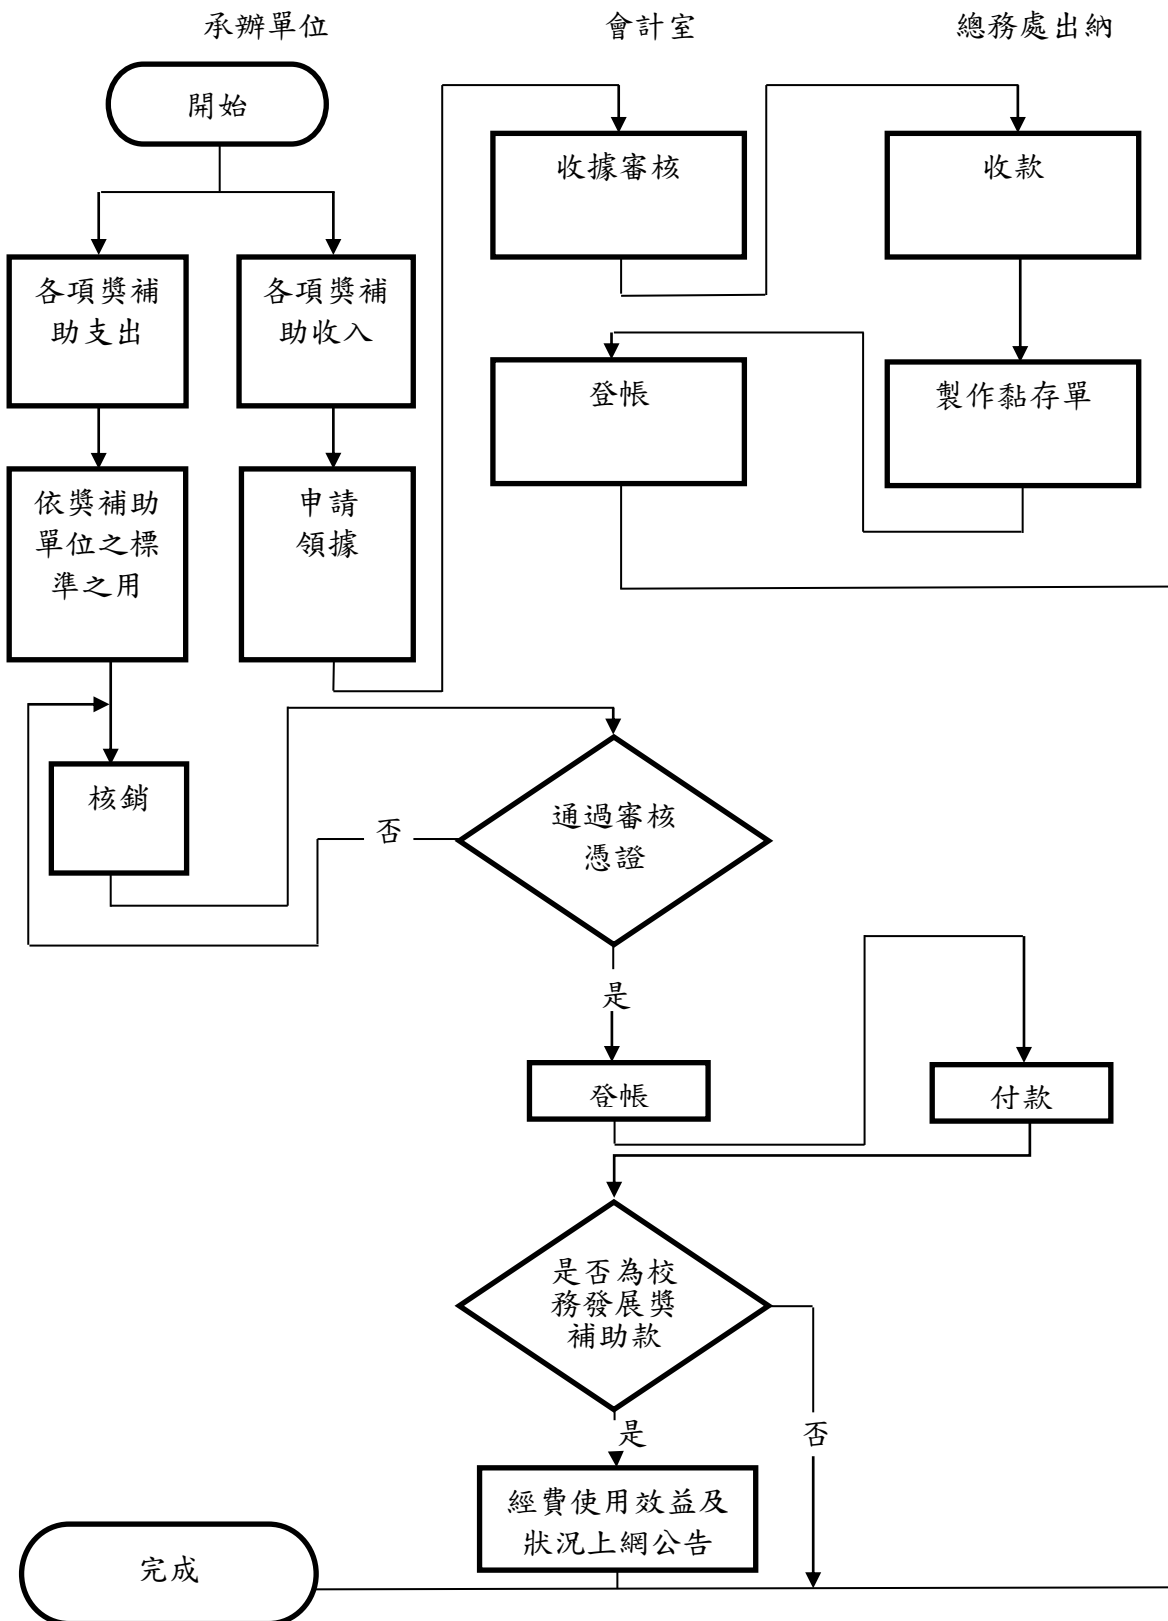 承辦單位
會計室
總務處出納
開始
收據審核
收款
各項獎補
助支出
各項獎補
助收入
登帳
製作黏存單
依獎補助
單位之標
準之用
申請
領據
核銷
通過審核
憑證
否
是
登帳
付款
是否為校
務發展獎
補助款
是
否
經費使用效益及
狀況上網公告
完成